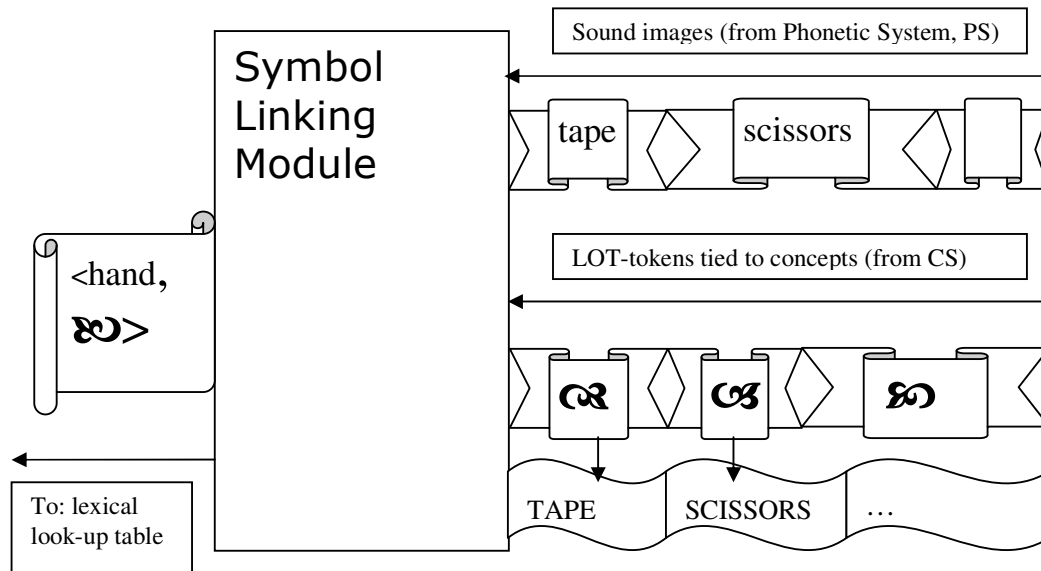 Sound images (from Phonetic System, PS)
Symbol
Linking
Module
tape
scissors
<hand,
>
LOT-tokens tied to concepts (from CS)
To: lexical
look-up table
TAPE
SCISSORS
…